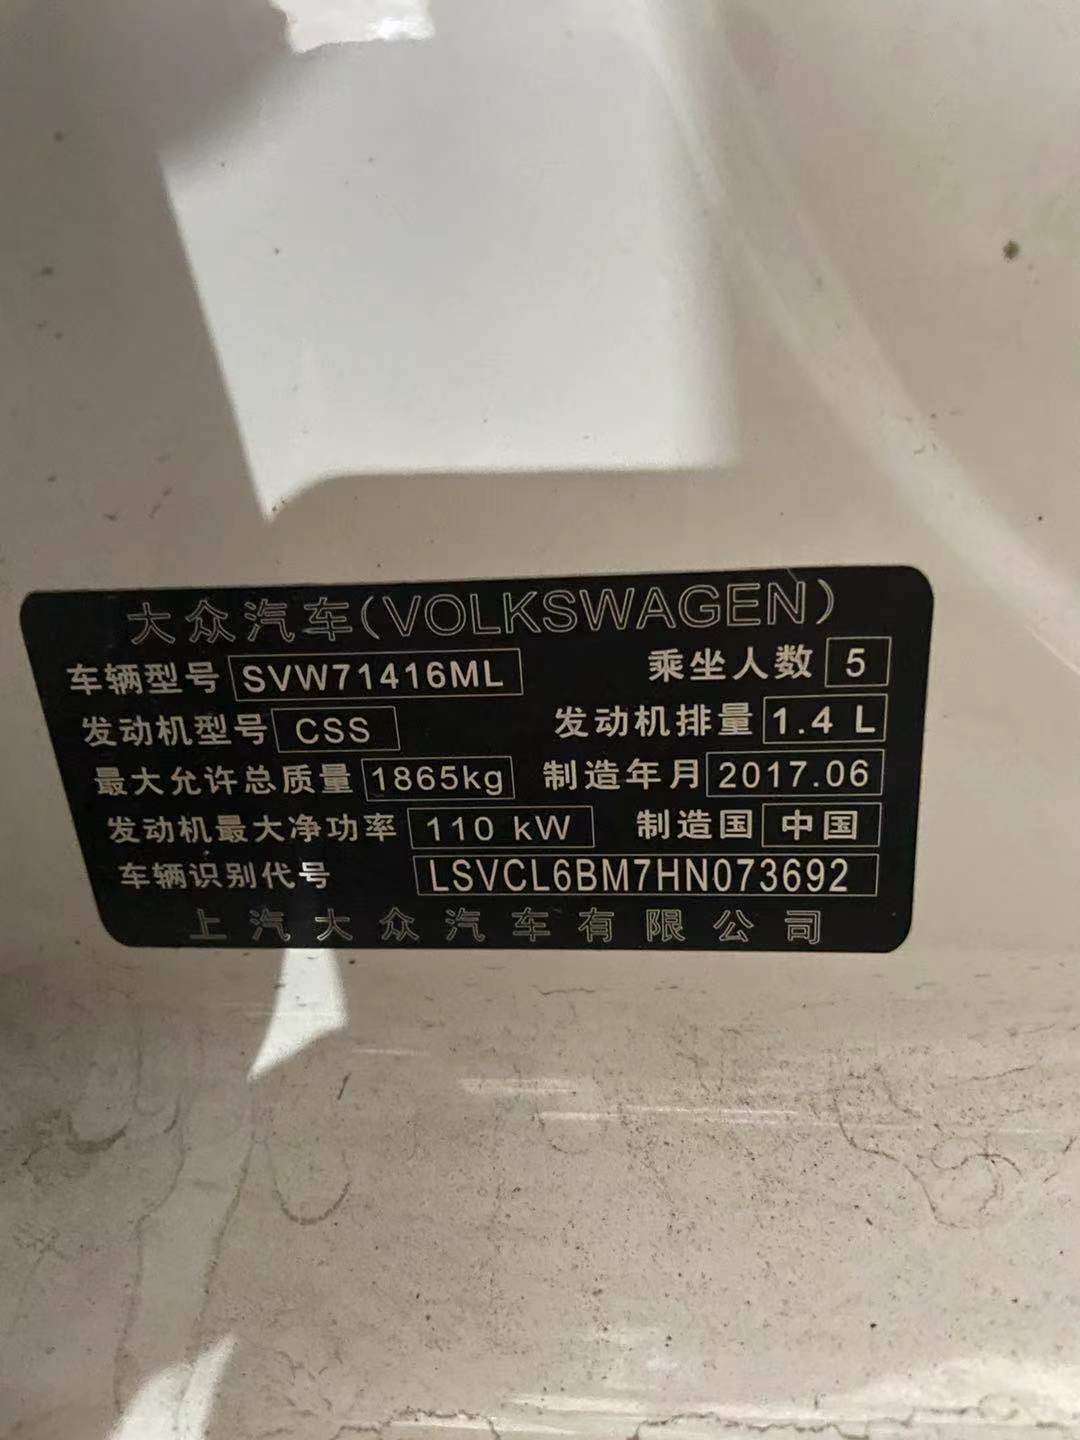 大众汽车(VOLKSWAGEN)
车辆型号 SVW71416ML 乘坐人数 5
发动机型号 CSS 发动机排量 1.4 L
最大允许总质量 1865kg 制造年月 2017.06
发动机最大净功率 110 kW 制造国 中国
车辆识别代号 LSVCL6BM7HN073692
上汽大众汽车有限公司